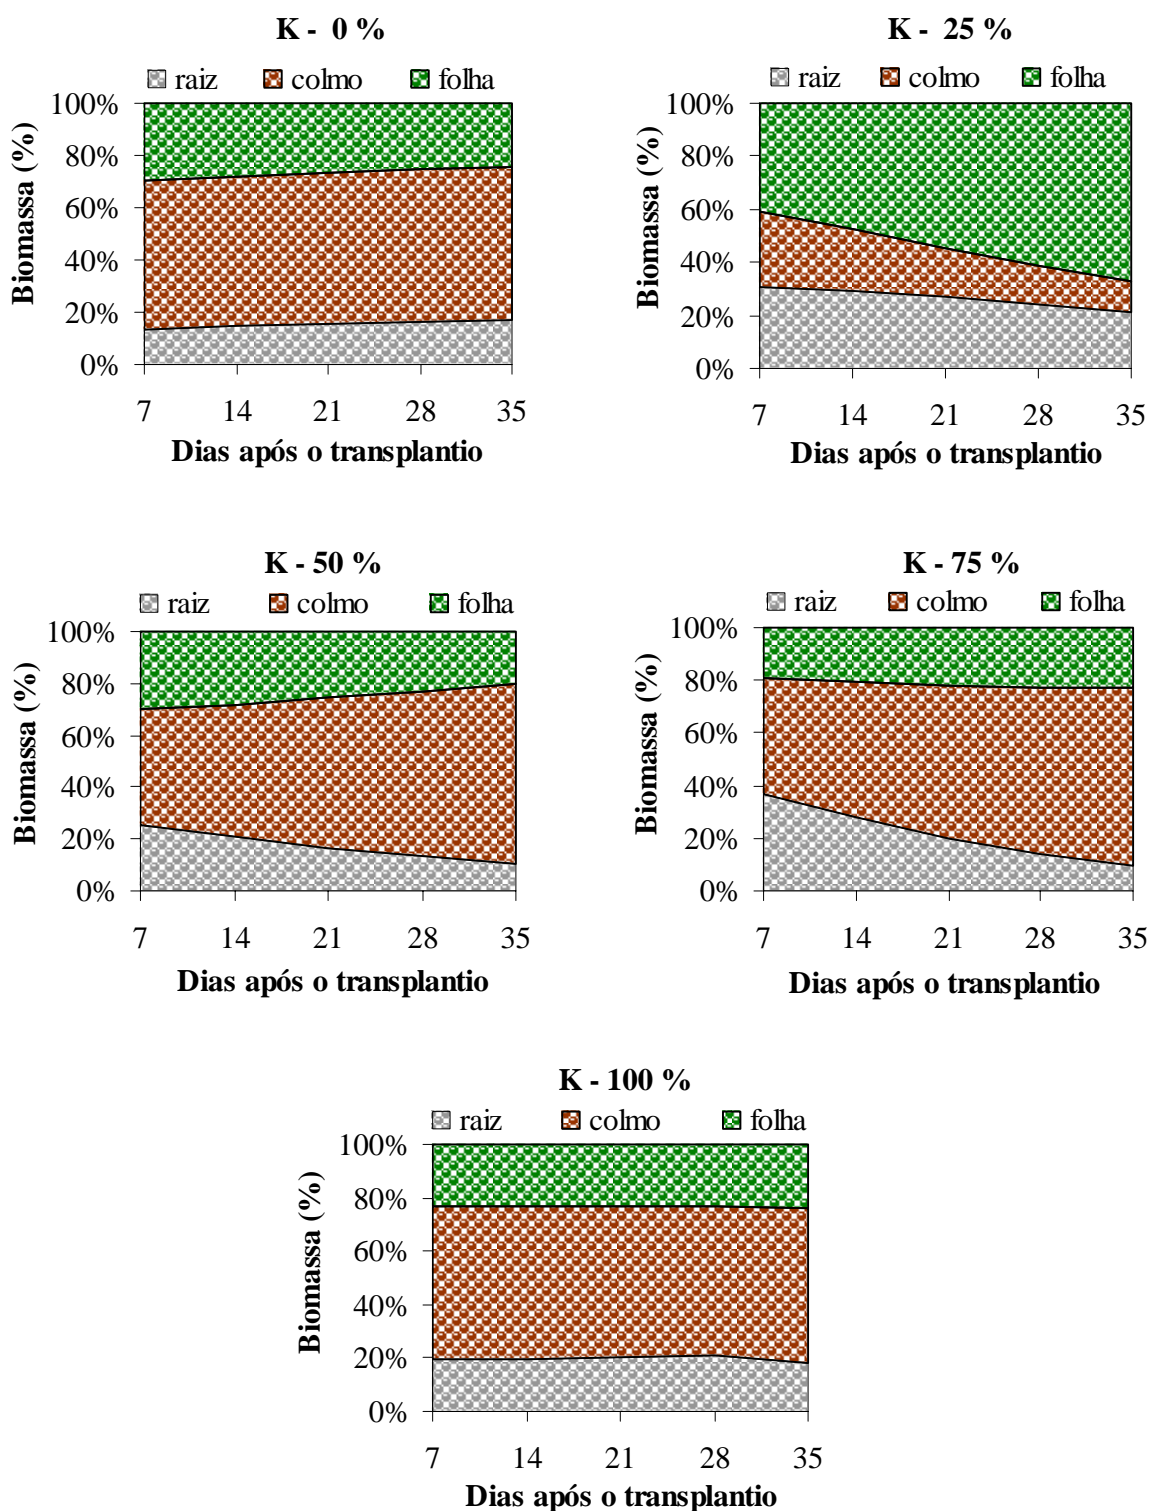 K - 0 %
raiz colmo folha
100%
80%
60%
40%
20%
0%
Biomassa (%)
7 14 21 28 35
Dias após o transplantio
K - 25 %
raiz colmo folha
100%
80%
60%
40%
20%
0%
Biomassa (%)
7 14 21 28 35
Dias após o transplantio
K - 50 %
raiz colmo folha
100%
80%
60%
40%
20%
0%
Biomassa (%)
7 14 21 28 35
Dias após o transplantio
K - 75 %
raiz colmo folha
100%
80%
60%
40%
20%
0%
Biomassa (%)
7 14 21 28 35
Dias após o transplantio
K - 100 %
raiz colmo folha
100%
80%
60%
40%
20%
0%
Biomassa (%)
7 14 21 28 35
Dias após o transplantio